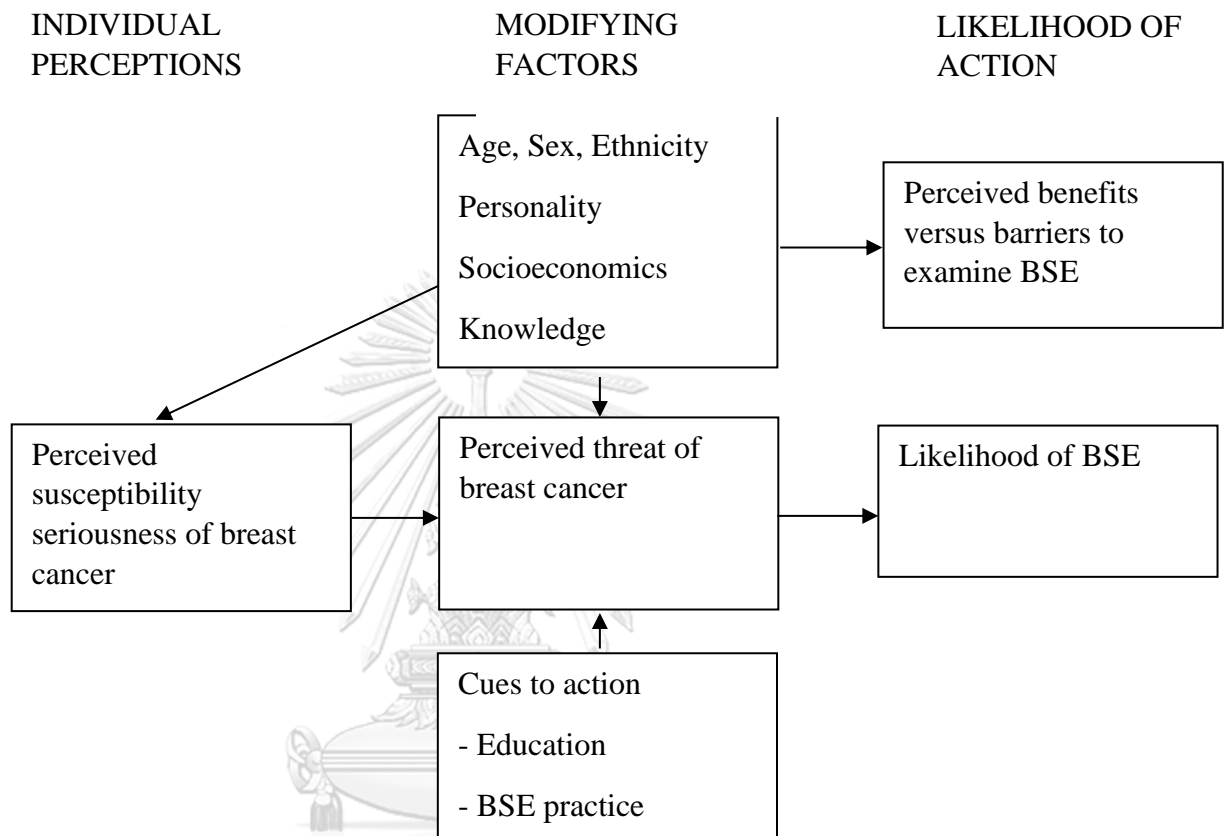 INDIVIDUAL
PERCEPTIONS
MODIFYING
FACTORS
LIKELIHOOD OF
ACTION
Age, Sex, Ethnicity
Personality
Socioeconomics
Knowledge
Perceived benefits
versus barriers to
examine BSE
Perceived
susceptibility
seriousness of breast
cancer
Perceived threat of
breast cancer
Likelihood of BSE
Cues to action
- Education
- BSE practice